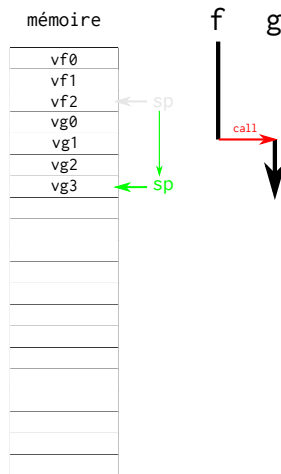 mémoire
f g
vf0
vf1
vf2 sp
vg0
vg1 call
vg2
vg3 sp